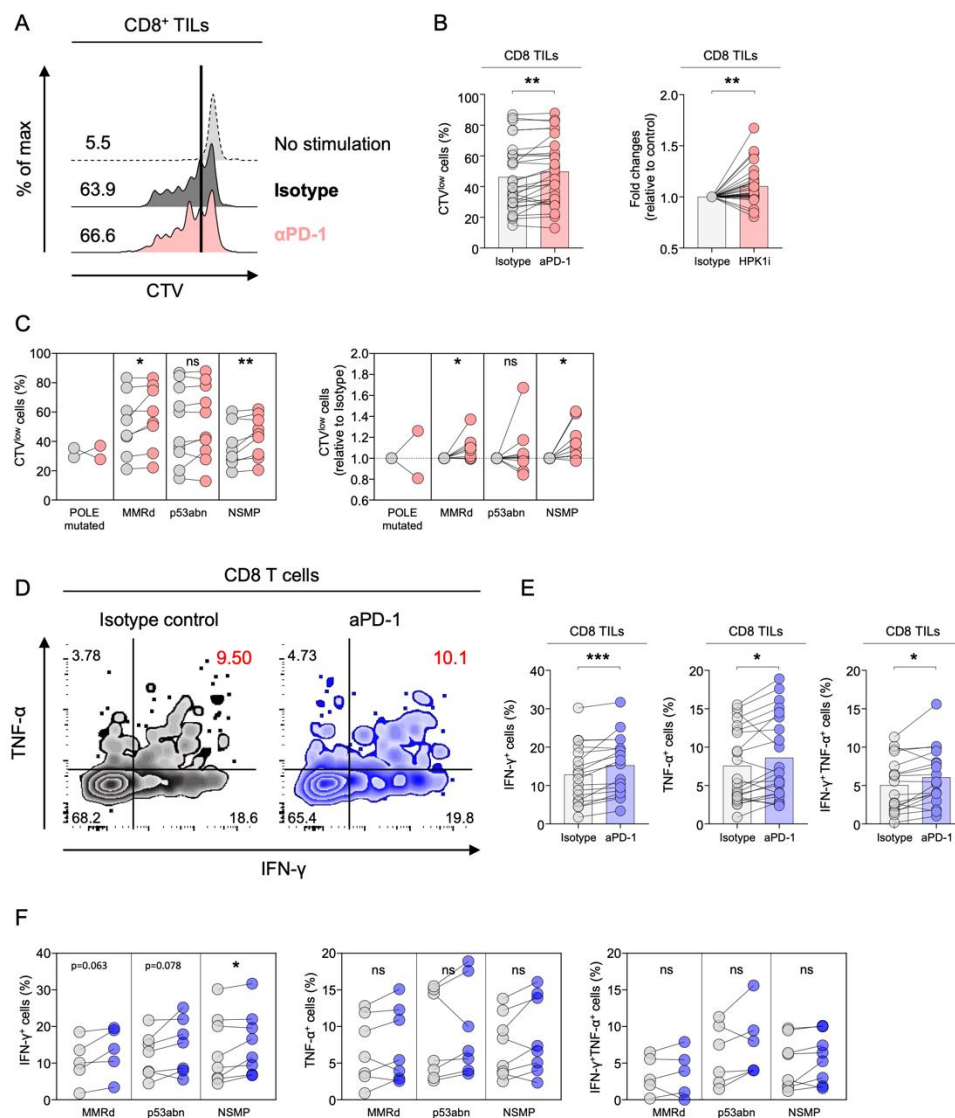 A
CD8⁺ TILs
% of max
5.5
No stimulation
63.9
Isotype
66.6
αPD-1
CTV
B
CD8 TILs
**
CTVˡᵒʷ cells (%)
100
80
60
40
20
0
Isotype aPD-1
CD8 TILs
**
Fold changes
(relative to control)
2.0
1.5
1.0
0.5
Isotype HPK1i
C
CTVˡᵒʷ cells (%)
100
80
60
40
20
0
* ns **
POLE
mutated
MMRd p53abn NSMP
CTVˡᵒʷ cells
(relative to Isotype)
2.0
1.8
1.6
1.4
1.2
1.0
0.8
0.6
* ns *
POLE
mutated
MMRd p53abn NSMP
D
CD8 T cells
Isotype control
aPD-1
TNF-α
3.78 9.50
68.2 18.6
4.73 10.1
65.4 19.8
IFN-γ
E
CD8 TILs
***
IFN-γ⁺ cells (%)
40
30
20
10
0
Isotype aPD-1
CD8 TILs
*
TNF-α⁺ cells (%)
20
15
10
5
0
Isotype aPD-1
CD8 TILs
*
IFN-γ⁺TNF-α⁺ cells (%)
20
15
10
5
0
Isotype aPD-1
F
IFN-γ⁺ cells (%)
40
30
20
10
0
p=0.063 p=0.078 *
MMRd p53abn NSMP
TNF-α⁺ cells (%)
20
15
10
5
0
ns ns ns
MMRd p53abn NSMP
IFN-γ⁺TNF-α⁺ cells (%)
20
15
10
5
0
ns ns ns
MMRd p53abn NSMP